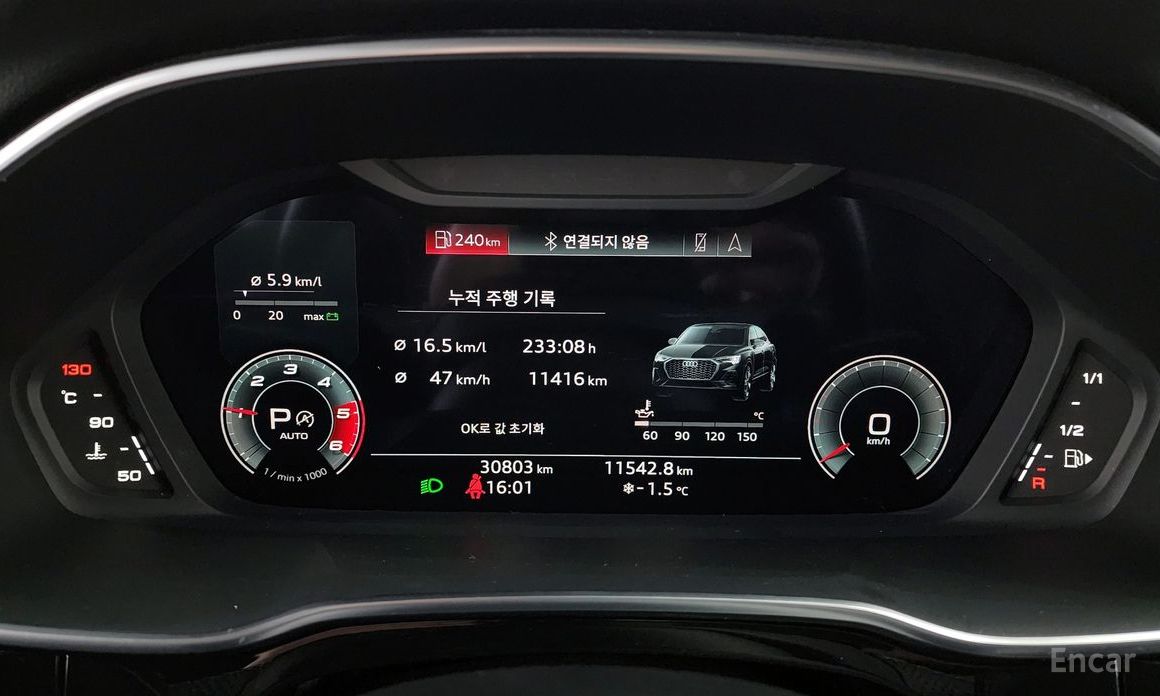 240 km
연결되지 않음
Ø 5.9 km/l
0 20 max
누적 주행 기록
Ø 16.5 km/l 233:08 h
Ø 47 km/h 11416 km
OK로 값 초기화
°C
60 90 120 150
30803 km 11542.8 km
16:01 -1.5 °C
130
°C
90
50
1 2 3 4 5 6
P
AUTO
1 / min x 1000
0
km/h
1/1
1/2
R
Encar